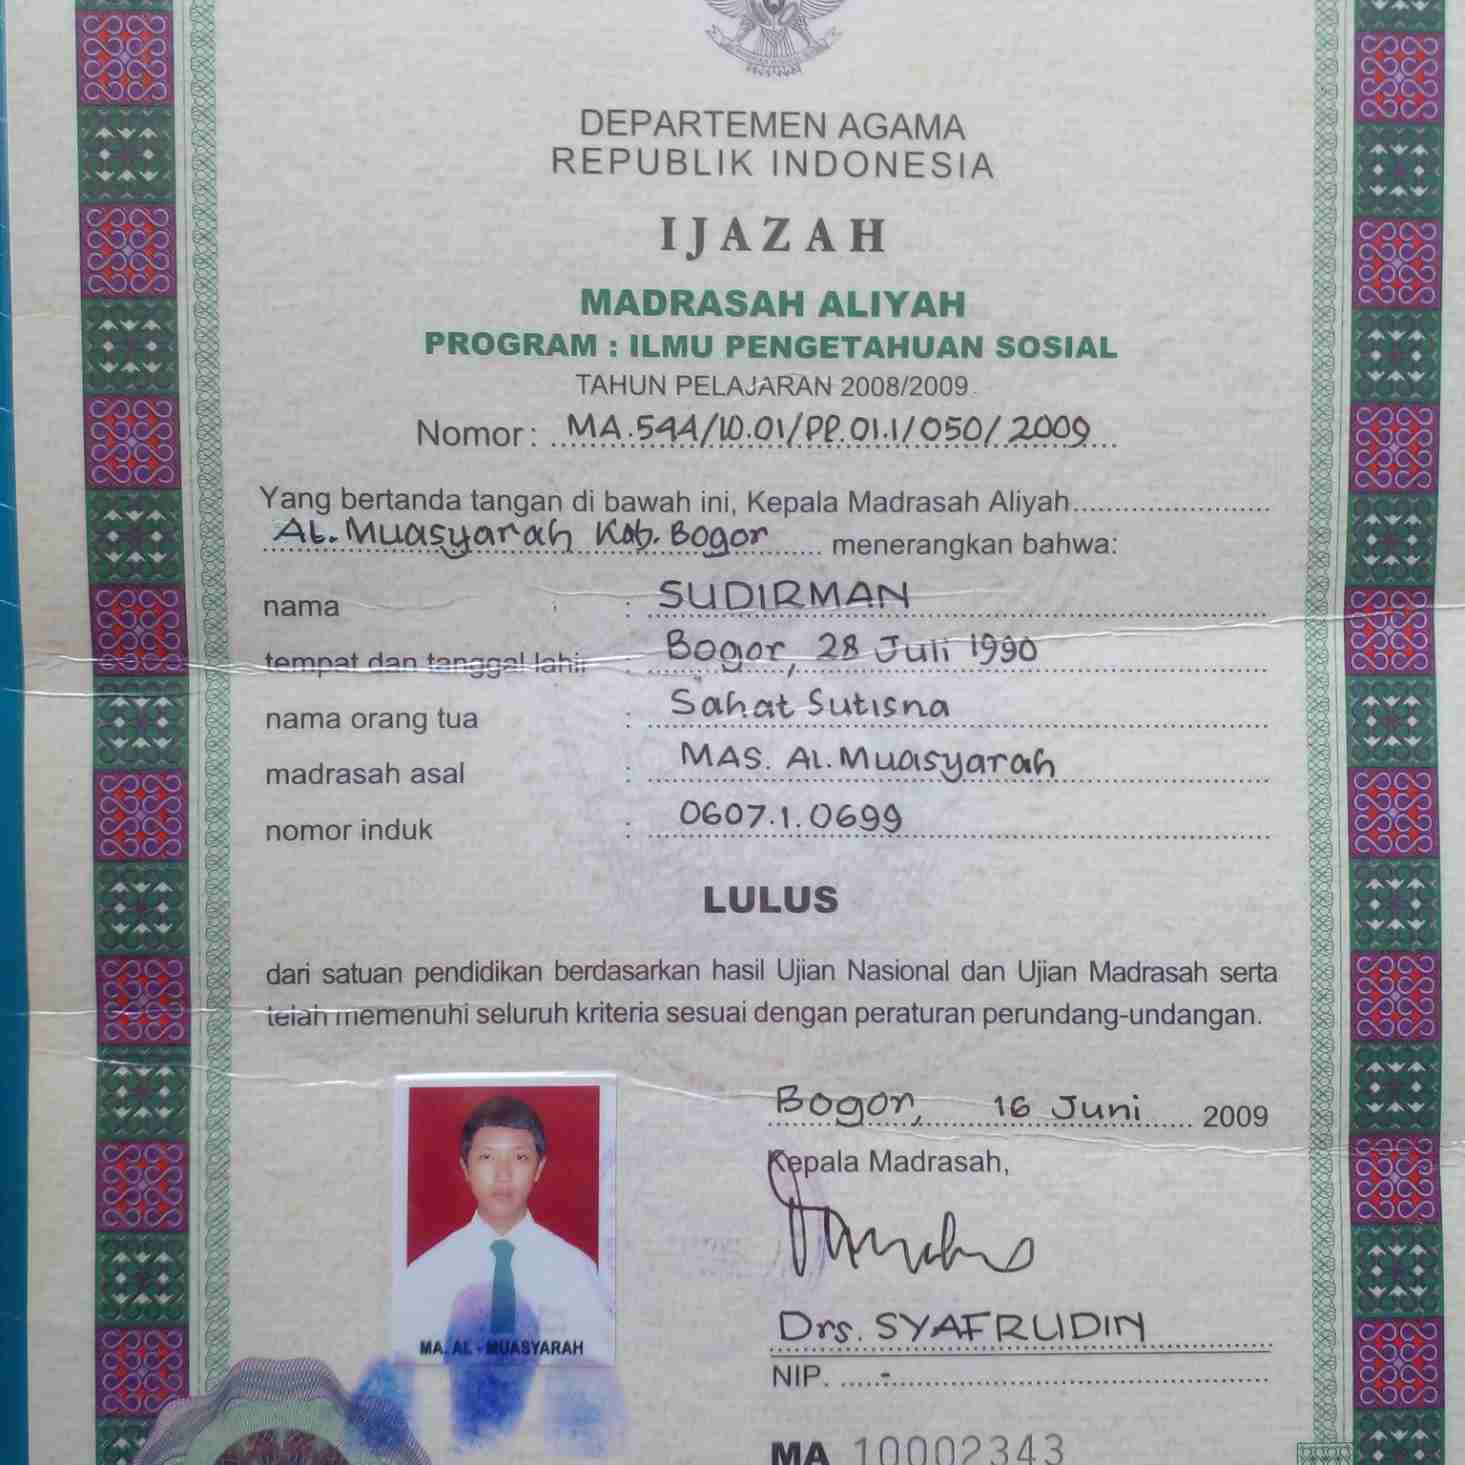 DEPARTEMEN AGAMA
REPUBLIK INDONESIA
IJAZAH
MADRASAH ALIYAH
PROGRAM : ILMU PENGETAHUAN SOSIAL
TAHUN PELAJARAN 2008/2009
Nomor : MA.544/10.01/PP.01.1/050/2009
Yang bertanda tangan di bawah ini, Kepala Madrasah Aliyah
AL. Muasyarah Kab. Bogor menerangkan bahwa:
nama : SUDIRMAN
tempat dan tanggal lahir : Bogor, 28 Juli 1990
nama orang tua : Sahat Sutisna
madrasah asal : MAS. AL. Muasyarah
nomor induk : 0607.1.0699
LULUS
dari satuan pendidikan berdasarkan hasil Ujian Nasional dan Ujian Madrasah serta
telah memenuhi seluruh kriteria sesuai dengan peraturan perundang-undangan.
Bogor, 16 Juni 2009
Kepala Madrasah,
Drs. SYAFRUDIN
NIP. -
MA. AL - MUASYARAH
MA 10002343